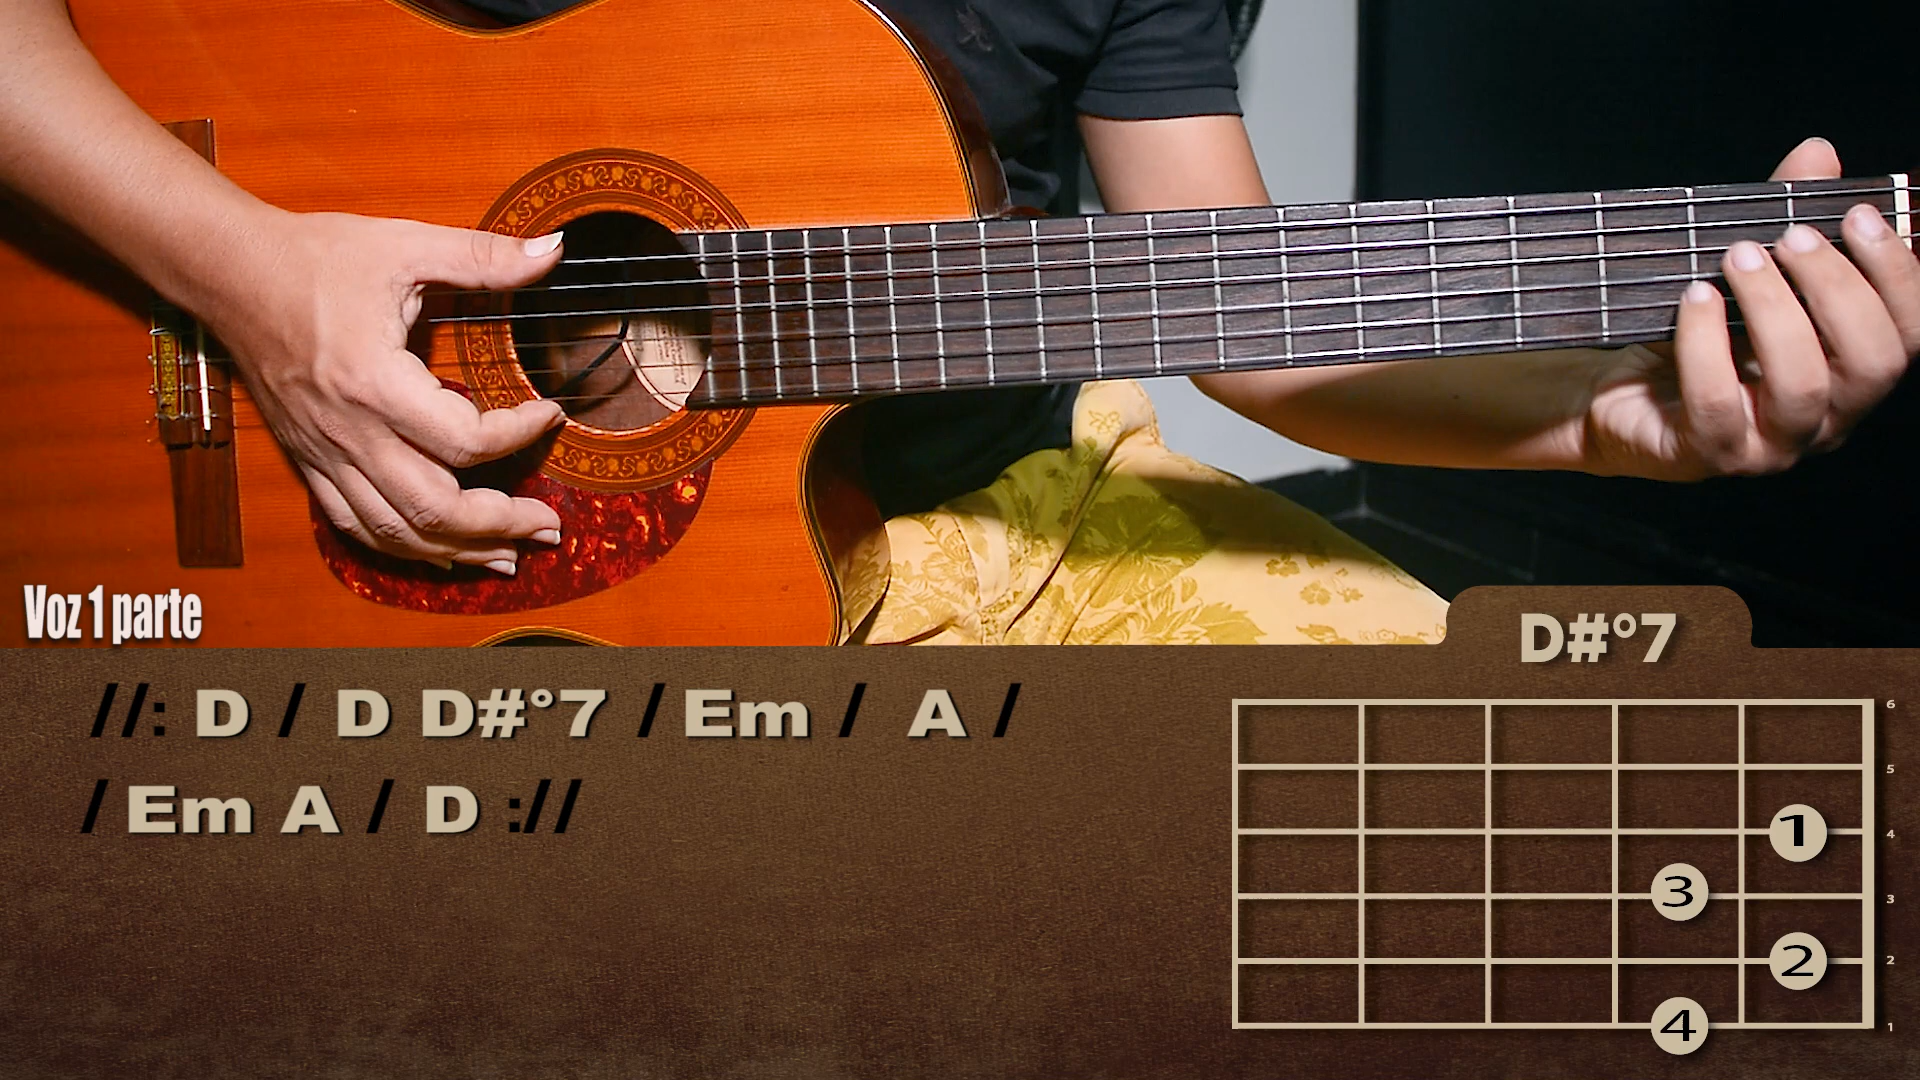 Voz 1 parte
//: D / D D#°7 / Em / A /
/ Em A / D ://
D#°7
6
5
1 4
3 3
2 2
4 1